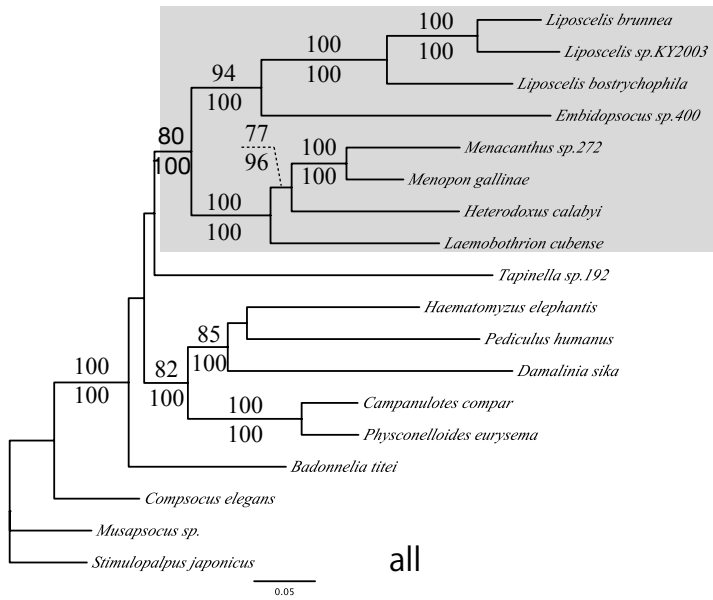 100
Liposcelis brunnea
100
100
Liposcelis sp.KY2003
94
100
Liposcelis bostrychophila
100
Embidopsocus sp.400
80
77
100
Menacanthus sp.272
100
96
100
Menopon gallinae
100
Heterodoxus calabyi
100
Laemobothrion cubense
Tapinella sp.192
Haematomyzus elephantis
85
Pediculus humanus
100
82
100
Damalinia sika
100
100
Campanulotes compar
100
100
Physconelloides eurysema
Badonnelia titei
Compsocus elegans
Musapsocus sp.
Stimulopalpus japonicus
all
0.05